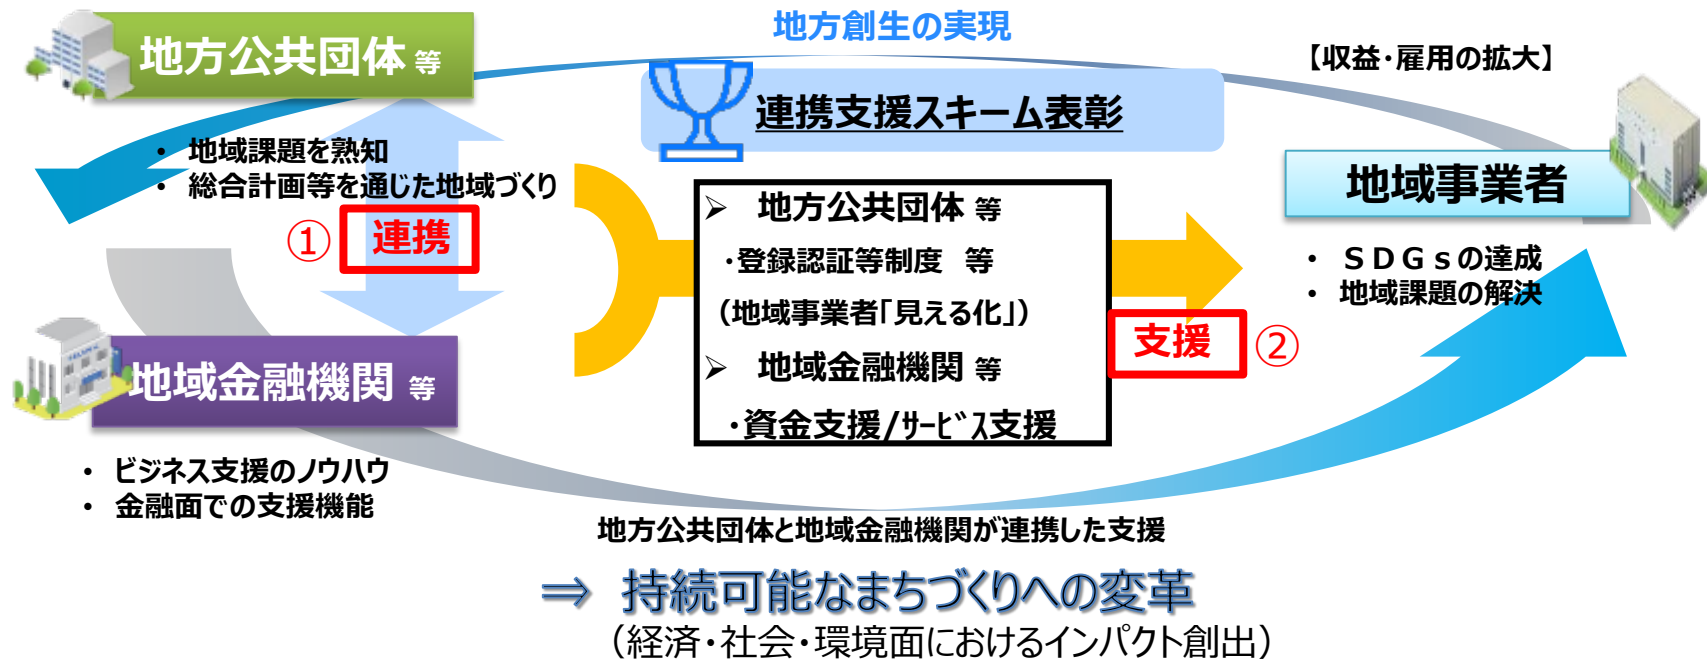 地方創生の実現
地方公共団体 等
【収益・雇用の拡大】
連携支援スキーム表彰
• 地域課題を熟知
• 総合計画等を通じた地域づくり
① 連携
地域金融機関 等
• ビジネス支援のノウハウ
• 金融面での支援機能
➢ 地方公共団体 等
・登録認証等制度 等
（地域事業者「見える化」）
➢ 地域金融機関 等
・資金支援/ｻｰﾋﾞｽ支援
支援 ②
地域事業者
• ＳＤＧｓの達成
• 地域課題の解決
地方公共団体と地域金融機関が連携した支援
⇒ 持続可能なまちづくりへの変革
（経済・社会・環境面におけるインパクト創出）